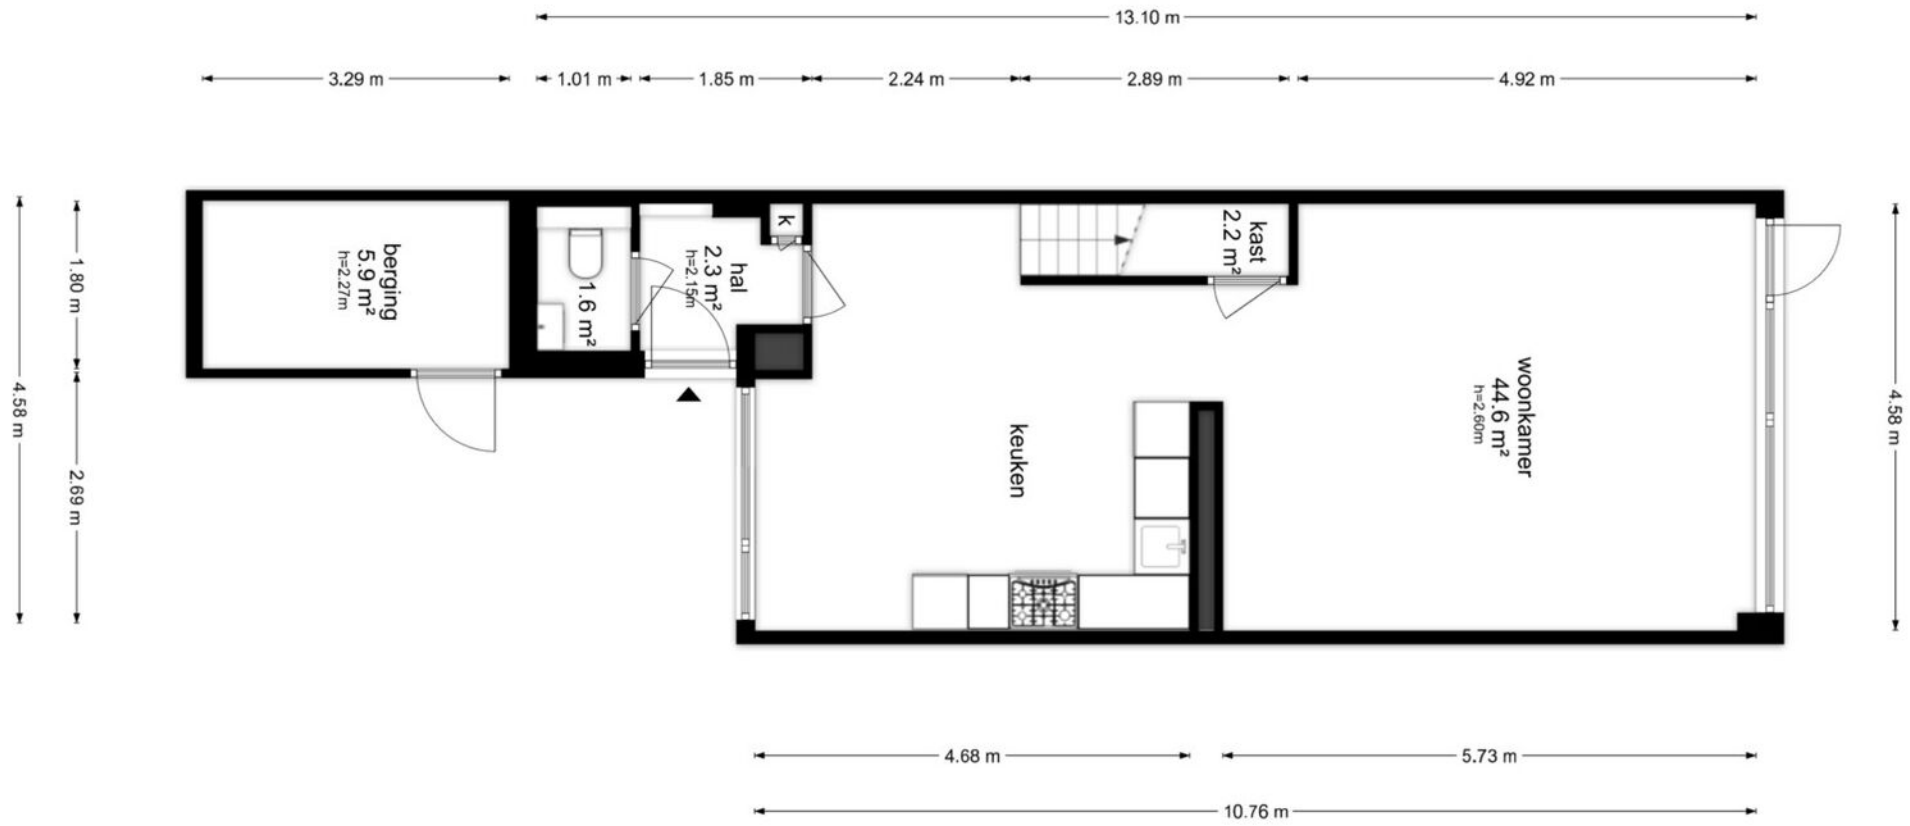 13.10 m
3.29 m
1.01 m
1.85 m
2.24 m
2.89 m
4.92 m
4.58 m
1.80 m
2.69 m
berging
5.9 m²
h=2.27m
1.6 m²
hal
2.3 m²
h=2.15m
k
kast
2.2 m²
keuken
woonkamer
44.6 m²
h=2.60m
4.58 m
4.68 m
5.73 m
10.76 m